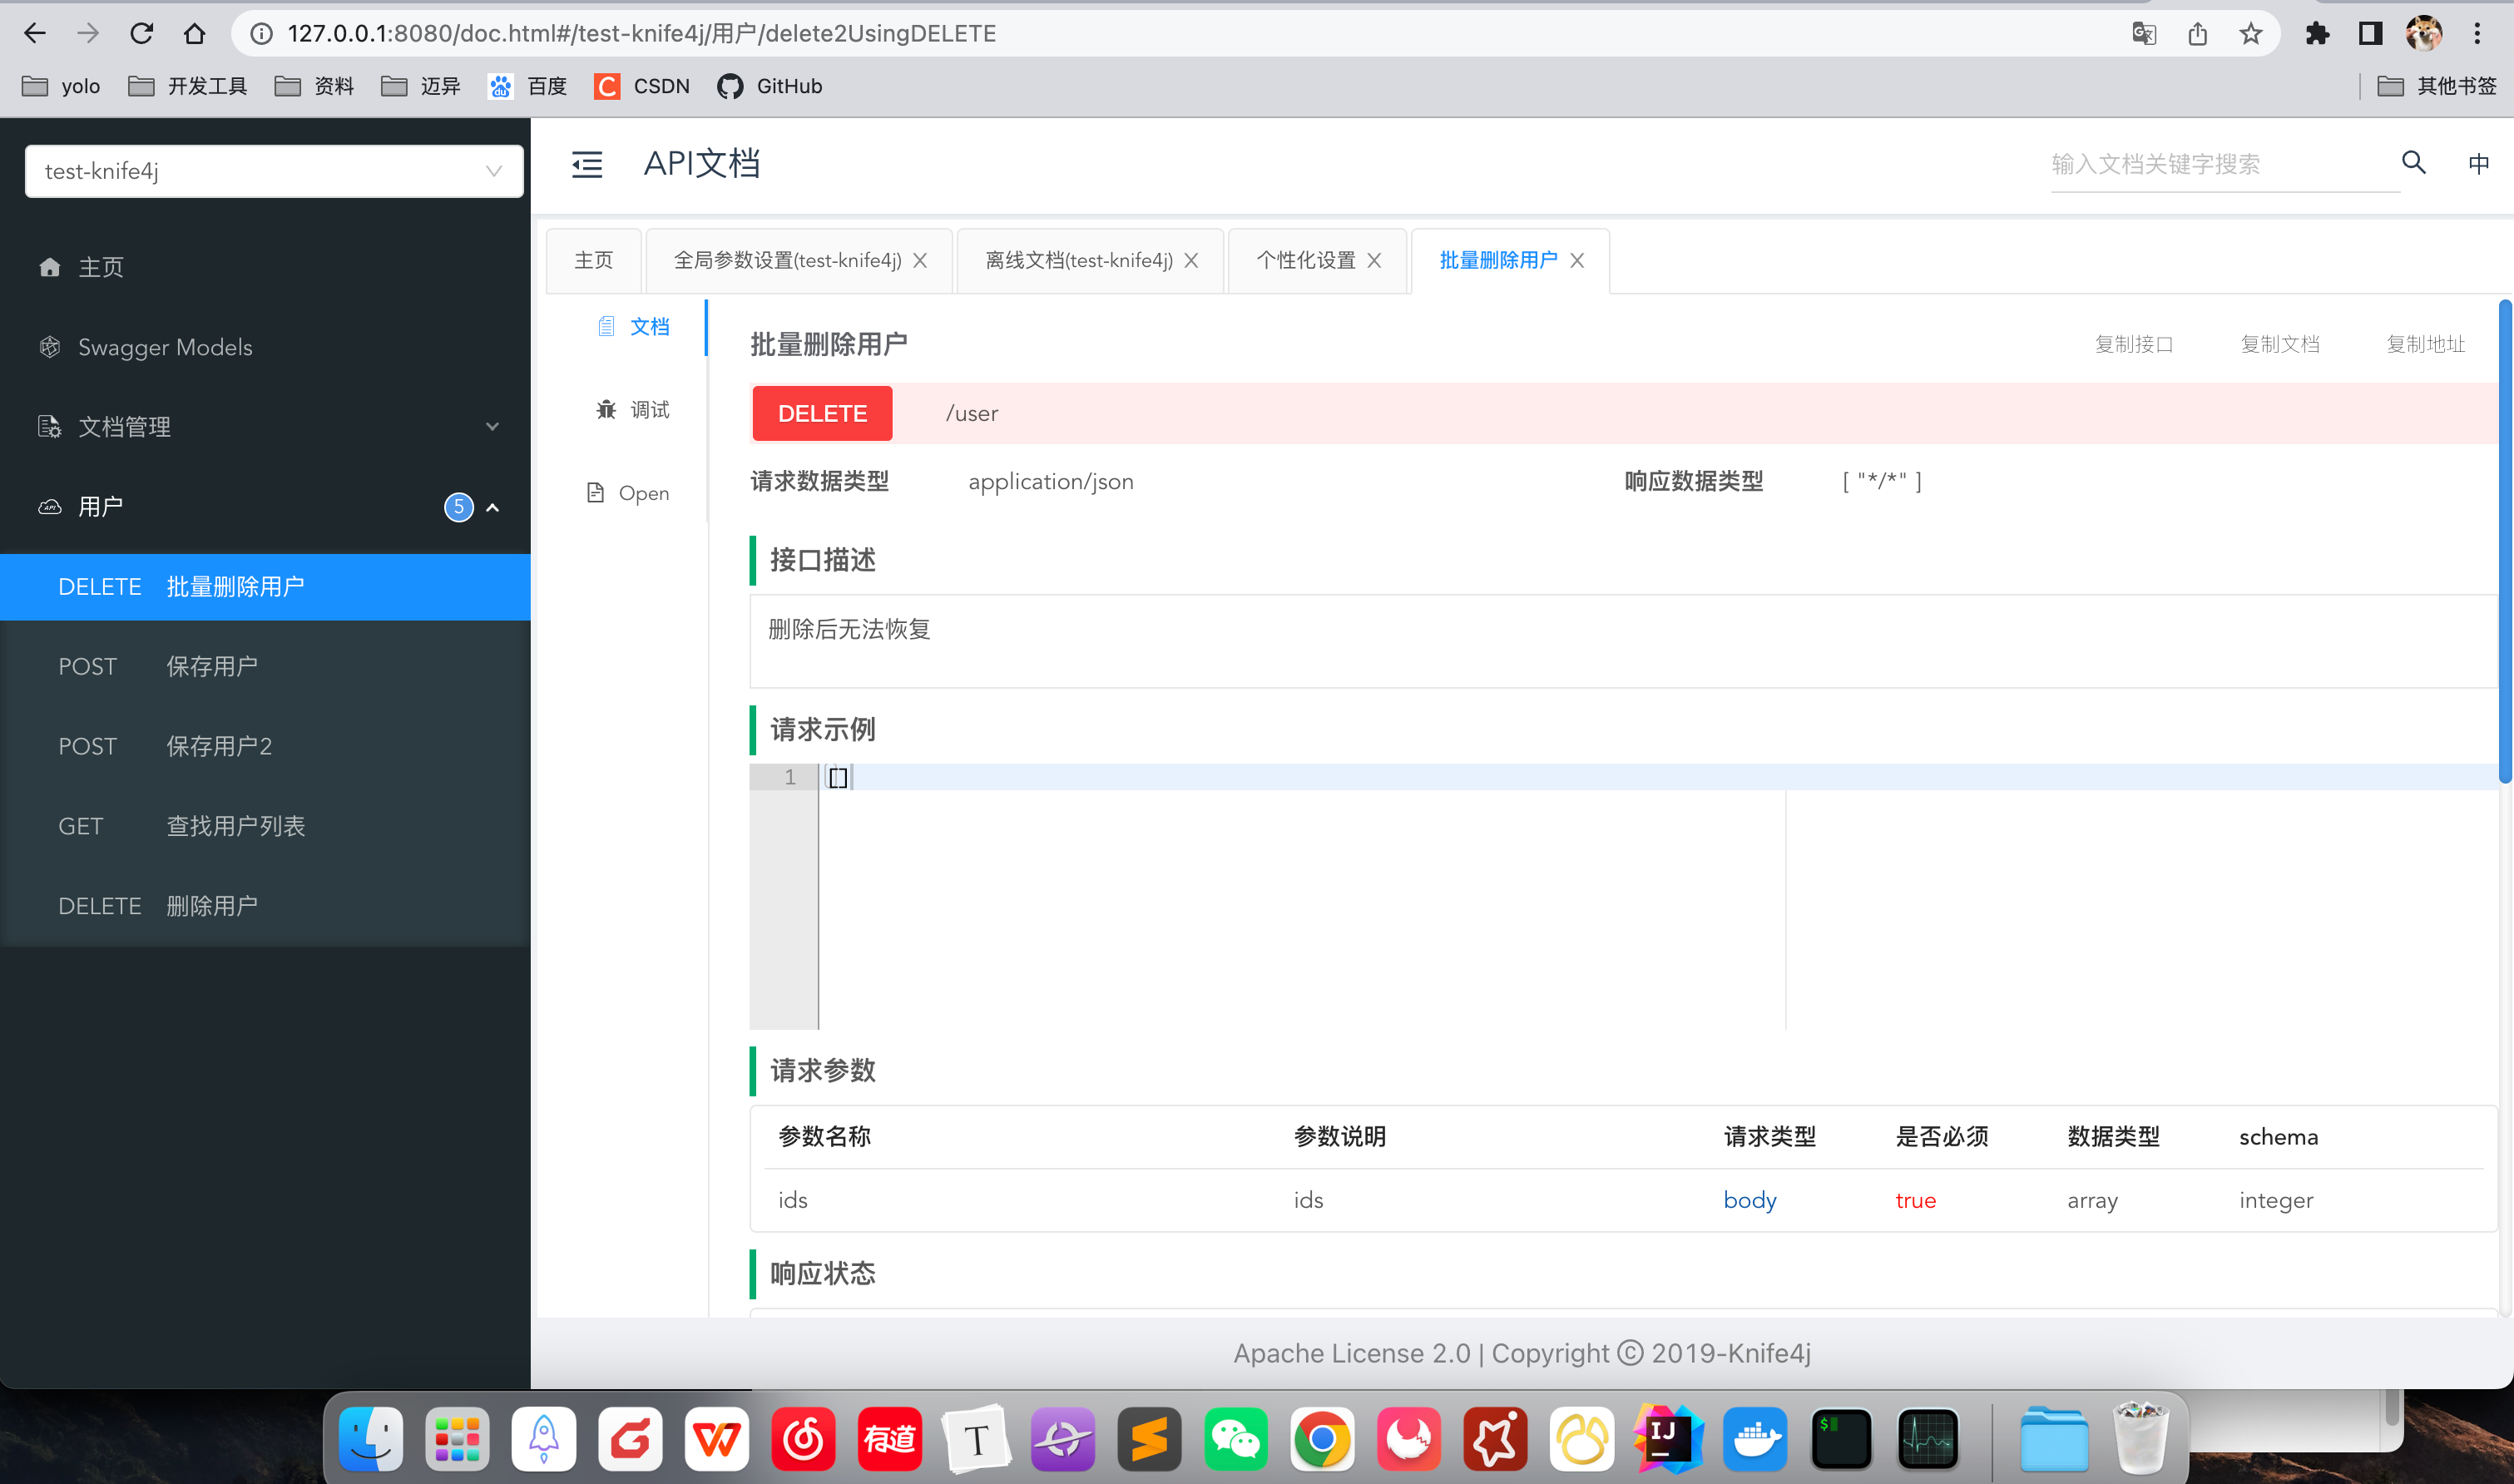 127.0.0.1:8080/doc.html#/test-knife4j/用户/delete2UsingDELETE
yolo 开发工具 资料 迈异 百度 CSDN GitHub 其他书签
test-knife4j
主页
Swagger Models
文档管理
用户 5
DELETE 批量删除用户
POST 保存用户
POST 保存用户2
GET 查找用户列表
DELETE 删除用户
API文档 输入文档关键字搜索 中
主页 全局参数设置(test-knife4j) 离线文档(test-knife4j) 个性化设置 批量删除用户
文档
调试
Open
批量删除用户 复制接口 复制文档 复制地址
DELETE /user
请求数据类型 application/json 响应数据类型 [ "*/*" ]
接口描述
删除后无法恢复
请求示例
1 []
请求参数
参数名称 参数说明 请求类型 是否必须 数据类型 schema
ids ids body true array integer
响应状态
Apache License 2.0 | Copyright © 2019-Knife4j
有道 T IJ $